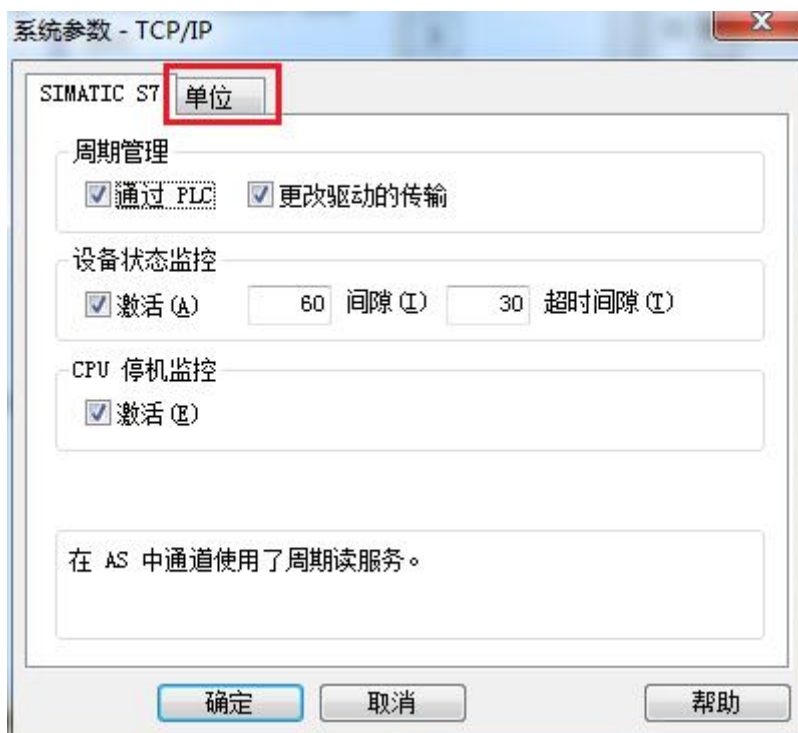 系统参数 - TCP/IP
SIMATIC S7 单位
周期管理
通过 PLC 更改驱动的传输
设备状态监控
激活(A) 60 间隙(I) 30 超时间隙(T)
CPU 停机监控
激活(E)
在 AS 中通道使用了周期读服务。
确定 取消 帮助